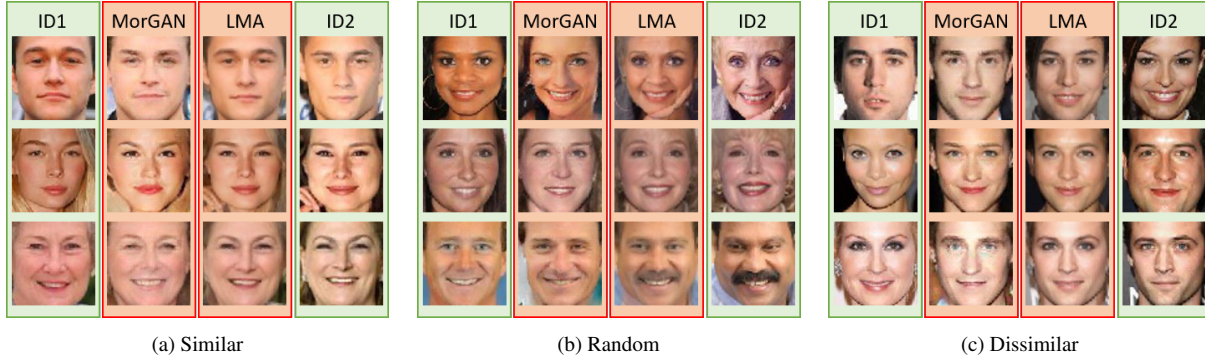 ID1 MorGAN LMA ID2 ID1 MorGAN LMA ID2 ID1 MorGAN LMA ID2
(a) Similar (b) Random (c) Dissimilar